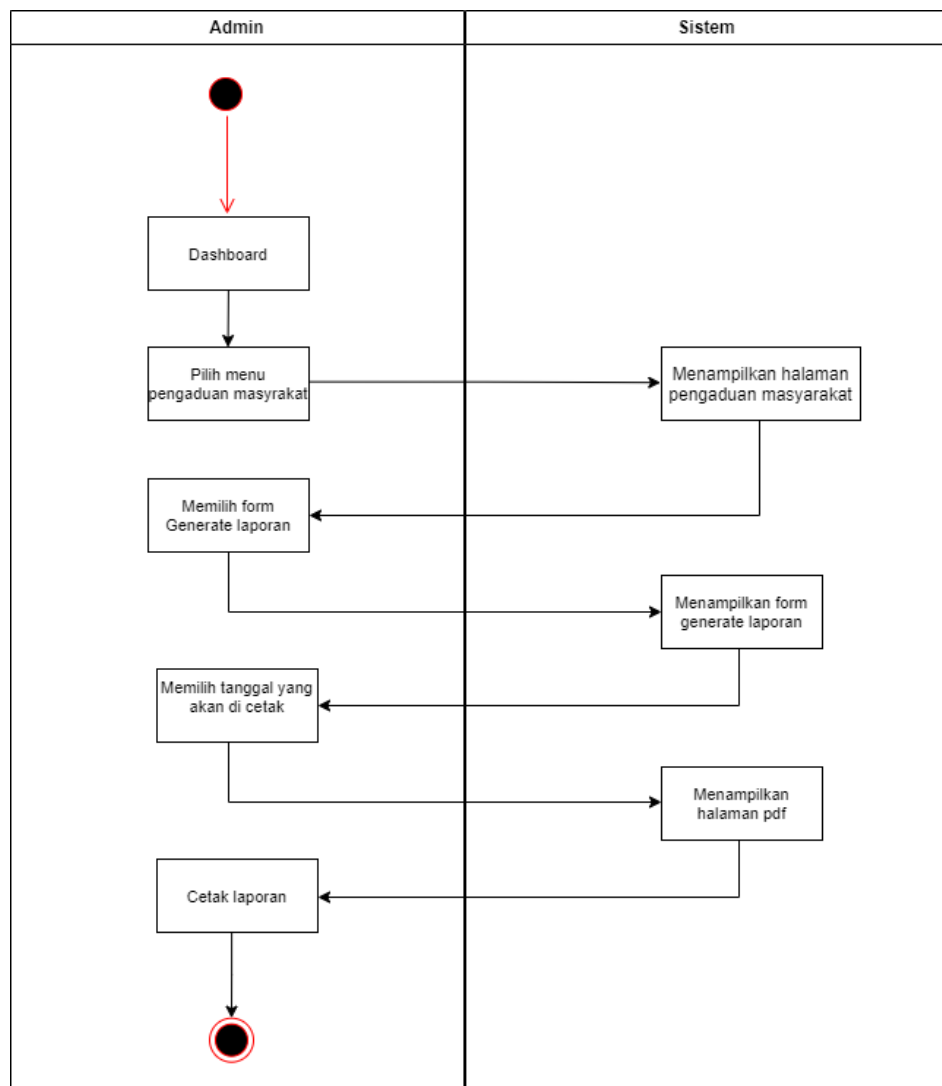 Admin
Sistem
Dashboard
Pilih menu
pengaduan masyrakat
Menampilkan halaman
pengaduan masyarakat
Memilih form
Generate laporan
Menampilkan form
generate laporan
Memilih tanggal yang
akan di cetak
Menampilkan
halaman pdf
Cetak laporan